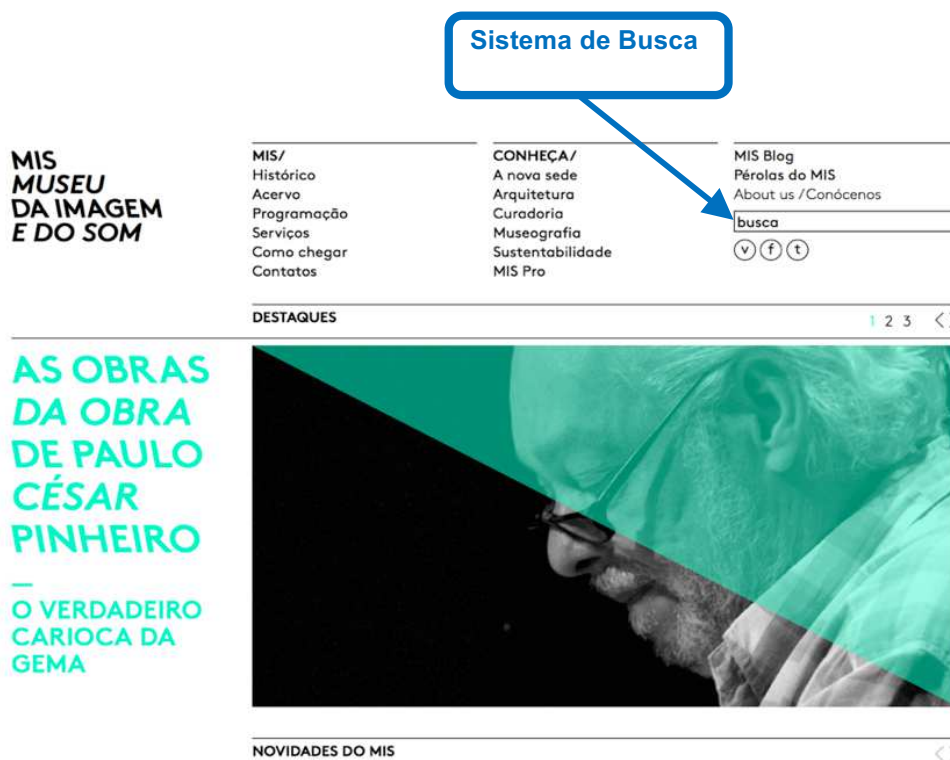 Sistema de Busca
MIS
MUSEU
DA IMAGEM
E DO SOM
MIS/
Histórico
Acervo
Programação
Serviços
Como chegar
Contatos
CONHEÇA/
A nova sede
Arquitetura
Curadoria
Museografia
Sustentabilidade
MIS Pro
MIS Blog
Pérolas do MIS
About us /Conócenos
busca
v f t
DESTAQUES
1 2 3 <
AS OBRAS
DA OBRA
DE PAULO
CÉSAR
PINHEIRO
—
O VERDADEIRO
CARIOCA DA
GEMA
NOVIDADES DO MIS
<